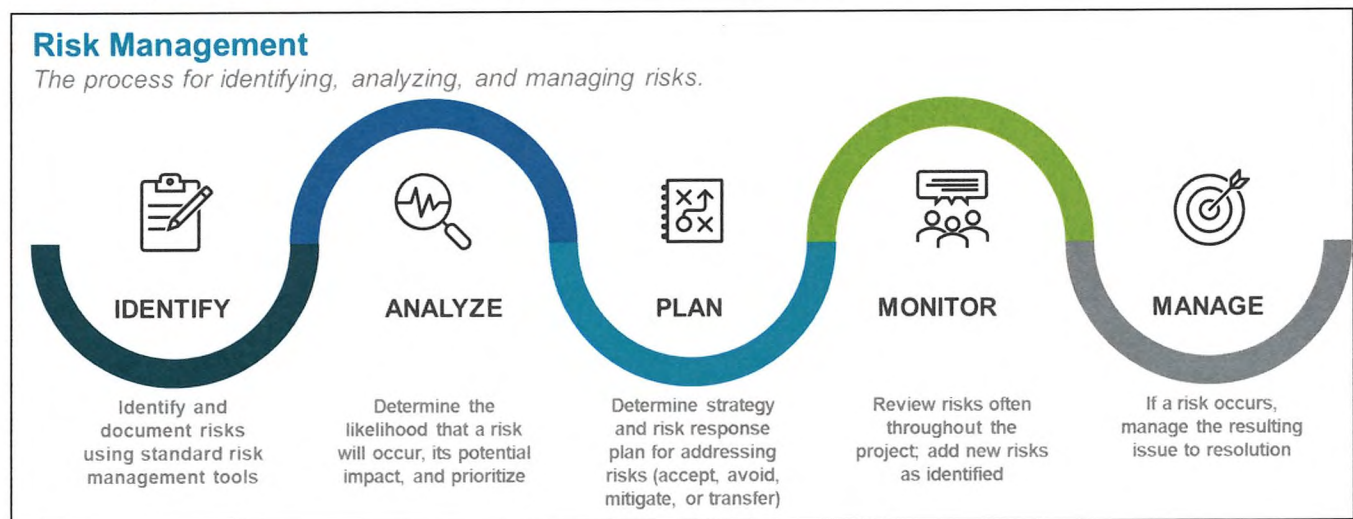 Risk Management
The process for identifying, analyzing, and managing risks.
IDENTIFY
Identify and
document risks
using standard risk
management tools
ANALYZE
Determine the
likelihood that a risk
will occur, its potential
impact, and prioritize
PLAN
Determine strategy
and risk response
plan for addressing
risks (accept, avoid,
mitigate, or transfer)
MONITOR
Review risks often
throughout the
project; add new risks
as identified
MANAGE
If a risk occurs,
manage the resulting
issue to resolution